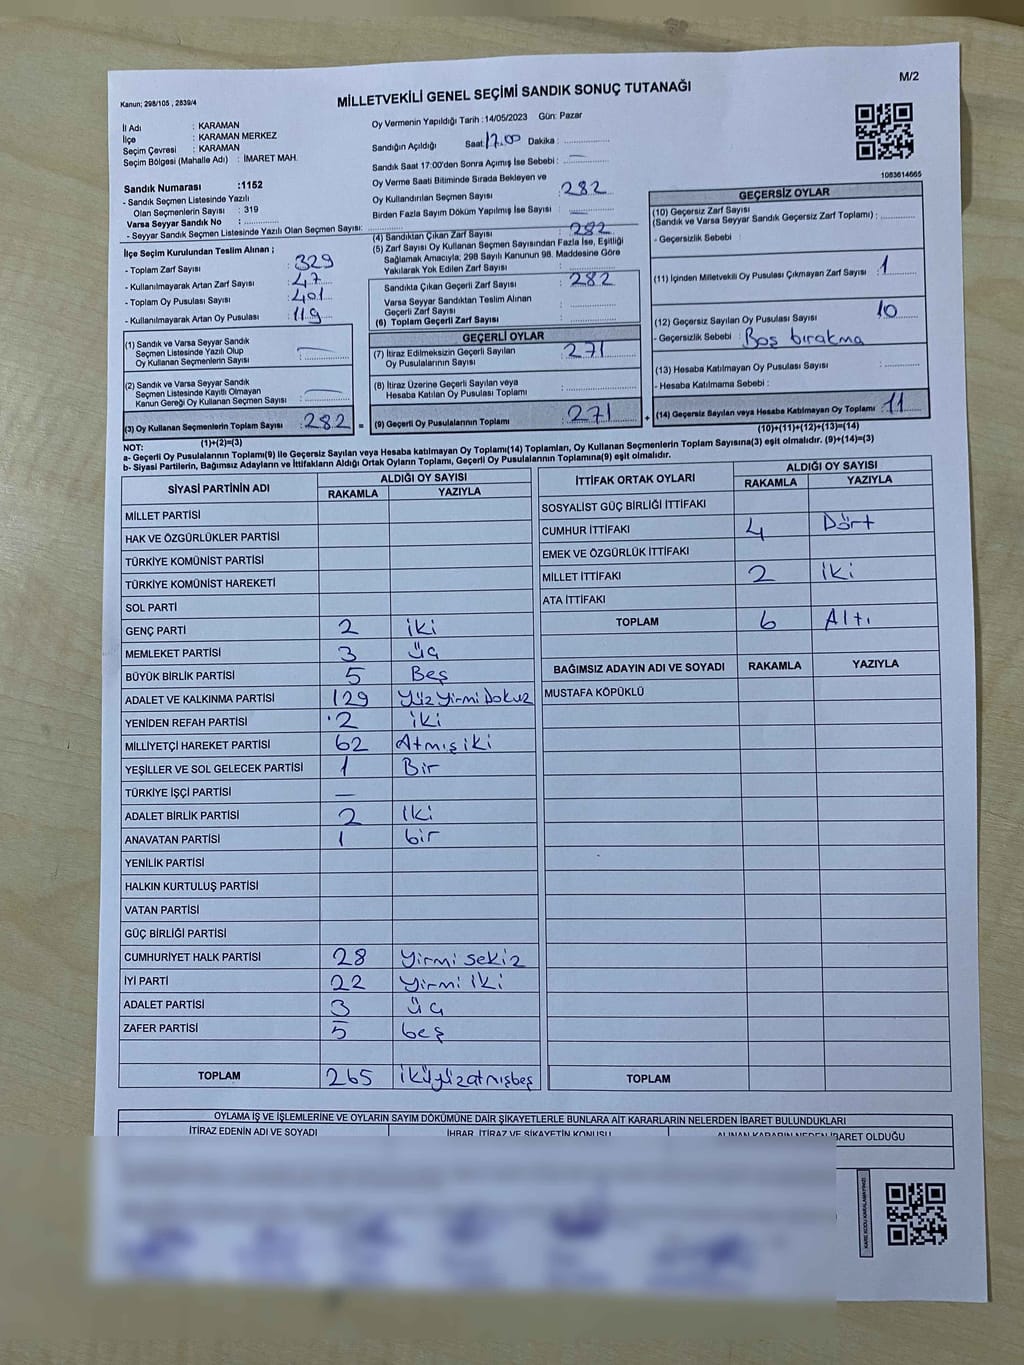 M/2
Kanun; 298/105 , 2839/4
MİLLETVEKİLİ GENEL SEÇİMİ SANDIK SONUÇ TUTANAĞI
İl Adı : KARAMAN
İlçe : KARAMAN MERKEZ
Seçim Çevresi : KARAMAN
Seçim Bölgesi (Mahalle Adı) : İMARET MAH.
Sandık Numarası :1152
- Sandık Seçmen Listesinde Yazılı
Olan Seçmenlerin Sayısı : 319
Varsa Seyyar Sandık No :
- Seyyar Sandık Seçmen Listesinde Yazılı Olan Seçmen Sayısı:
İlçe Seçim Kurulundan Teslim Alınan ;
- Toplam Zarf Sayısı : 329
- Kullanılmayarak Artan Zarf Sayısı : 47
- Toplam Oy Pusulası Sayısı : 401
- Kullanılmayarak Artan Oy Pusulası : 119
(1) Sandık ve Varsa Seyyar Sandık
Seçmen Listesinde Yazılı Olup
Oy Kullanan Seçmenlerin Sayısı :
(2) Sandık ve Varsa Seyyar Sandık
Seçmen Listesinde Kayıtlı Olmayan
Kanun Gereği Oy Kullanan Seçmen Sayısı :
(3) Oy Kullanan Seçmenlerin Toplam Sayısı : 282 =
(1)+(2)=(3)
Oy Vermenin Yapıldığı Tarih :14/05/2023 Gün: Pazar
Sandığın Açıldığı Saat: 17.00 Dakika :
Sandık Saat 17:00'den Sonra Açılmış İse Sebebi : —
Oy Verme Saati Bitiminde Sırada Bekleyen ve
Oy Kullandırılan Seçmen Sayısı : 282
Birden Fazla Sayım Döküm Yapılmış İse Sayısı : —
(4) Sandıktan Çıkan Zarf Sayısı : 282
(5) Zarf Sayısı Oy Kullanan Seçmen Sayısından Fazla İse, Eşitliği
Sağlamak Amacıyla; 298 Sayılı Kanunun 98. Maddesine Göre
Yakılarak Yok Edilen Zarf Sayısı :
Sandıkta Çıkan Geçerli Zarf Sayısı : 282
Varsa Seyyar Sandıktan Teslim Alınan
Geçerli Zarf Sayısı :
(6) Toplam Geçerli Zarf Sayısı :
GEÇERLİ OYLAR
(7) İtiraz Edilmeksizin Geçerli Sayılan
Oy Pusulalarının Sayısı : 271
(8) İtiraz Üzerine Geçerli Sayılan veya
Hesaba Katılan Oy Pusulası Toplamı :
(9) Geçerli Oy Pusulalarının Toplamı : 271 +
1083614665
GEÇERSİZ OYLAR
(10) Geçersiz Zarf Sayısı
(Sandık ve Varsa Seyyar Sandık Geçersiz Zarf Toplamı) :
- Geçersizlik Sebebi :
(11) İçinden Milletvekili Oy Pusulası Çıkmayan Zarf Sayısı : 1
(12) Geçersiz Sayılan Oy Pusulası Sayısı : 10
- Geçersizlik Sebebi : Boş bırakma
(13) Hesaba Katılmayan Oy Pusulası Sayısı :
- Hesaba Katılmama Sebebi :
(14) Geçersiz Sayılan veya Hesaba Katılmayan Oy Toplamı : 11
(10)+(11)+(12)+(13)=(14)
NOT:
a- Geçerli Oy Pusulalarının Toplamı(9) ile Geçersiz Sayılan veya Hesaba katılmayan Oy Toplamı(14) Toplamları, Oy Kullanan Seçmenlerin Toplam Sayısına(3) eşit olmalıdır. (9)+(14)=(3)
b- Siyasi Partilerin, Bağımsız Adayların ve İttifakların Aldığı Ortak Oyların Toplamı, Geçerli Oy Pusulalarının Toplamına(9) eşit olmalıdır.
SİYASİ PARTİNİN ADI ALDIĞI OY SAYISI
RAKAMLA YAZIYLA
MİLLET PARTİSİ
HAK VE ÖZGÜRLÜKLER PARTİSİ
TÜRKİYE KOMÜNİST PARTİSİ
TÜRKİYE KOMÜNİST HAREKETİ
SOL PARTİ
GENÇ PARTİ 2 iki
MEMLEKET PARTİSİ 3 üç
BÜYÜK BİRLİK PARTİSİ 5 Beş
ADALET VE KALKINMA PARTİSİ 129 YüzYirmiDokuz
YENİDEN REFAH PARTİSİ 2 iki
MİLLİYETÇİ HAREKET PARTİSİ 62 Atmışiki
YEŞİLLER VE SOL GELECEK PARTİSİ 1 Bir
TÜRKİYE İŞÇİ PARTİSİ —
ADALET BİRLİK PARTİSİ 2 Iki
ANAVATAN PARTİSİ 1 bir
YENİLİK PARTİSİ
HALKIN KURTULUŞ PARTİSİ
VATAN PARTİSİ
GÜÇ BİRLİĞİ PARTİSİ
CUMHURİYET HALK PARTİSİ 28 Yirmi sekiz
İYİ PARTİ 22 Yirmi iki
ADALET PARTİSİ 3 üç
ZAFER PARTİSİ 5 beş
TOPLAM 265 ikiyüzatmışbeş
İTTİFAK ORTAK OYLARI ALDIĞI OY SAYISI
RAKAMLA YAZIYLA
SOSYALİST GÜÇ BİRLİĞİ İTTİFAKI
CUMHUR İTTİFAKI 4 Dört
EMEK VE ÖZGÜRLÜK İTTİFAKI
MİLLET İTTİFAKI 2 iki
ATA İTTİFAKI
TOPLAM 6 Altı
BAĞIMSIZ ADAYIN ADI VE SOYADI RAKAMLA YAZIYLA
MUSTAFA KÖPÜKLÜ
TOPLAM
OYLAMA İŞ VE İŞLEMLERİNE VE OYLARIN SAYIM DÖKÜMÜNE DAİR ŞİKAYETLERLE BUNLARA AİT KARARLARIN NELERDEN İBARET BULUNDUKLARI
İTİRAZ EDENİN ADI VE SOYADI İHBAR, İTİRAZ VE ŞİKAYETİN KONUSU ALINAN KARARIN NEDEN İBARET OLDUĞU
KARE KODU KARALAMAYINIZ!